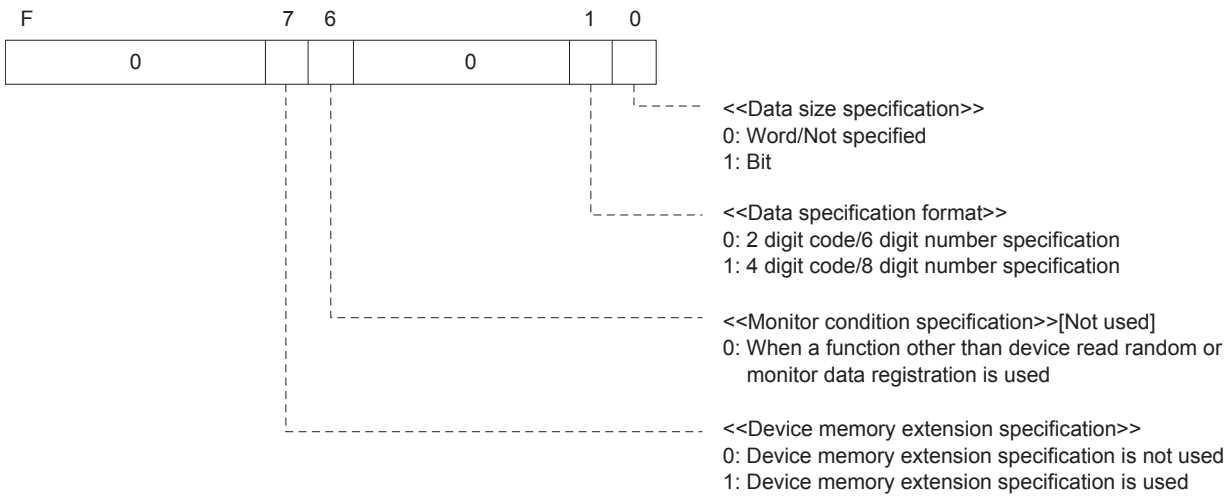 F 7 6 1 0
0 0
<<Data size specification>>
0: Word/Not specified
1: Bit
<<Data specification format>>
0: 2 digit code/6 digit number specification
1: 4 digit code/8 digit number specification
<<Monitor condition specification>>[Not used]
0: When a function other than device read random or
monitor data registration is used
<<Device memory extension specification>>
0: Device memory extension specification is not used
1: Device memory extension specification is used